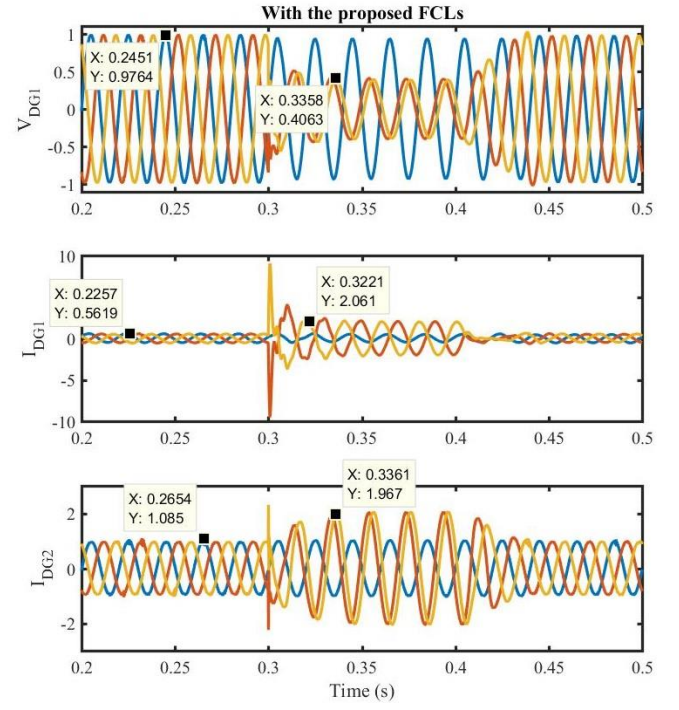 With the proposed FCLs
V_DG1
1
0.5
0
-0.5
-1
X: 0.2451
Y: 0.9764
X: 0.3358
Y: 0.4063
0.2 0.25 0.3 0.35 0.4 0.45 0.5
I_DG1
10
5
0
-5
-10
X: 0.2257
Y: 0.5619
X: 0.3221
Y: 2.061
0.2 0.25 0.3 0.35 0.4 0.45 0.5
I_DG2
2
0
-2
X: 0.2654
Y: 1.085
X: 0.3361
Y: 1.967
0.2 0.25 0.3 0.35 0.4 0.45 0.5
Time (s)